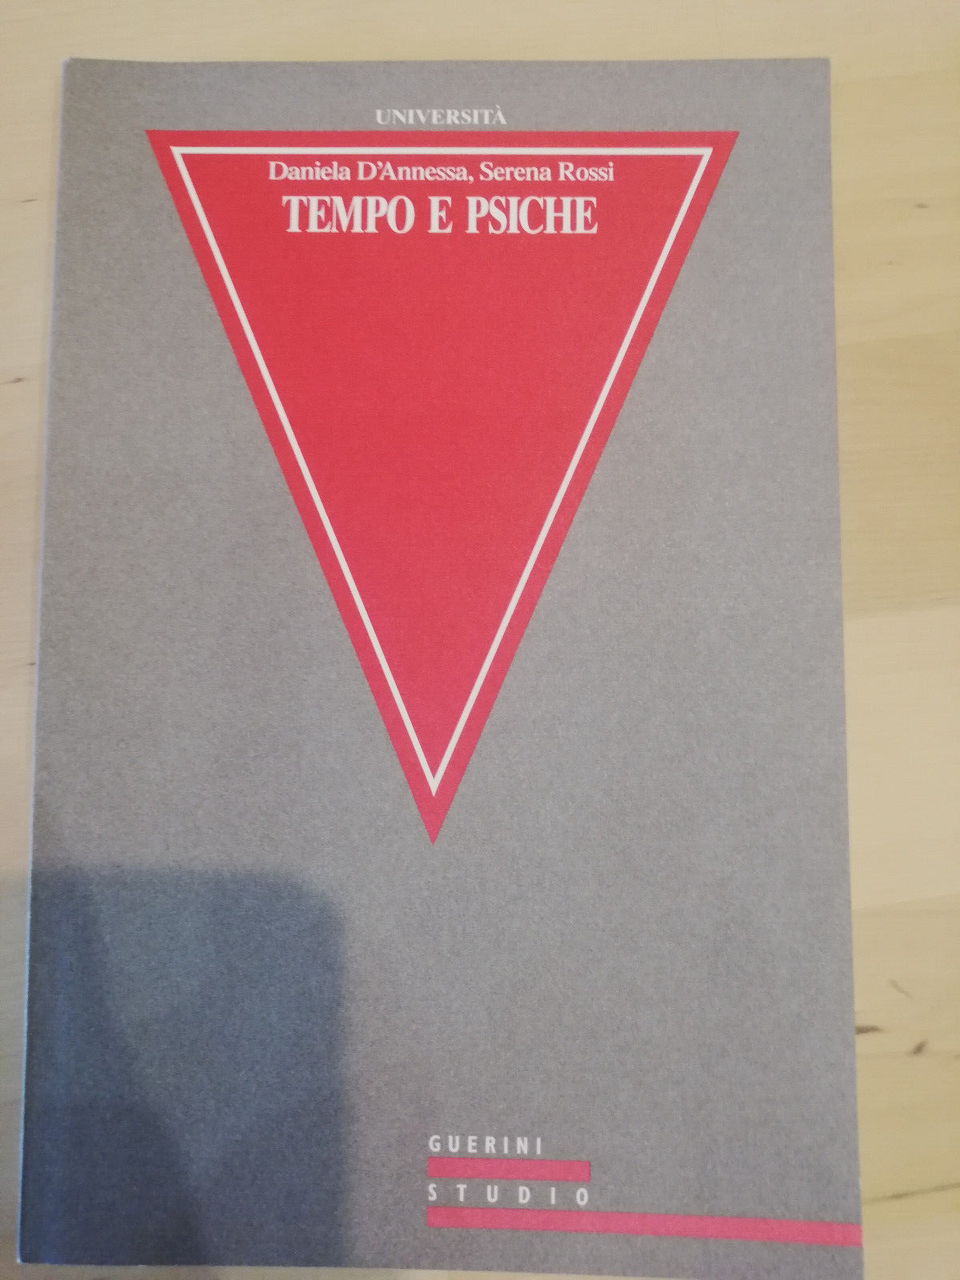 UNIVERSITÀ
Daniela D'Annessa, Serena Rossi
TEMPO E PSICHE
GUERINI
STUDIO